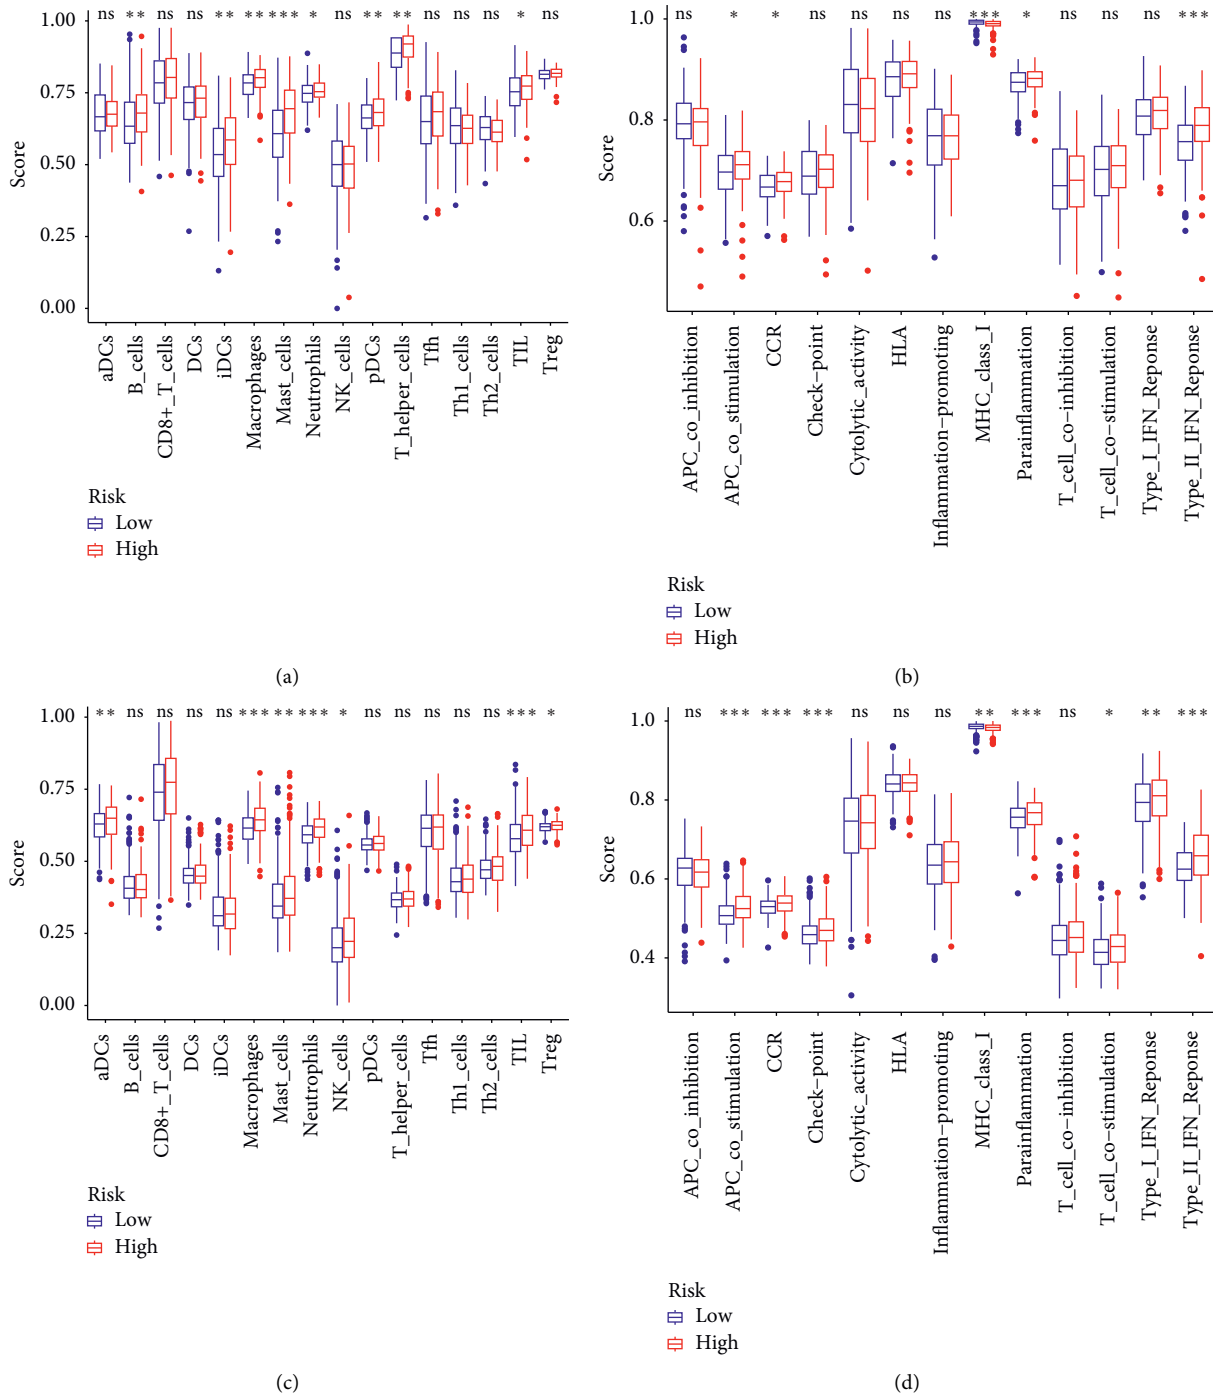 ns ** ns ns ** ** *** * ns ** ** ns ns ns * ns
1.00
0.75
0.50
0.25
0.00
Score
aDCs
B_cells
CD8+_T_cells
DCs
iDCs
Macrophages
Mast_cells
Neutrophils
NK_cells
pDCs
T_helper_cells
Tfh
Th1_cells
Th2_cells
TIL
Treg
Risk
Low
High
(a)
ns * * ns ns ns ns *** * ns ns ns ***
1.0
0.8
0.6
Score
APC_co_inhibition
APC_co_stimulation
CCR
Check-point
Cytolytic_activity
HLA
Inflammation-promoting
MHC_class_I
Parainflammation
T_cell_co-inhibition
T_cell_co-stimulation
Type_I_IFN_Reponse
Type_II_IFN_Reponse
Risk
Low
High
(b)
** ns ns ns ns *** ** *** * ns ns ns ns ns *** *
1.00
0.75
0.50
0.25
0.00
Score
aDCs
B_cells
CD8+_T_cells
DCs
iDCs
Macrophages
Mast_cells
Neutrophils
NK_cells
pDCs
T_helper_cells
Tfh
Th1_cells
Th2_cells
TIL
Treg
Risk
Low
High
(c)
ns *** *** *** ns ns ns ** *** ns * ** ***
1.0
0.8
0.6
0.4
Score
APC_co_inhibition
APC_co_stimulation
CCR
Check-point
Cytolytic_activity
HLA
Inflammation-promoting
MHC_class_I
Parainflammation
T_cell_co-inhibition
T_cell_co-stimulation
Type_I_IFN_Reponse
Type_II_IFN_Reponse
Risk
Low
High
(d)